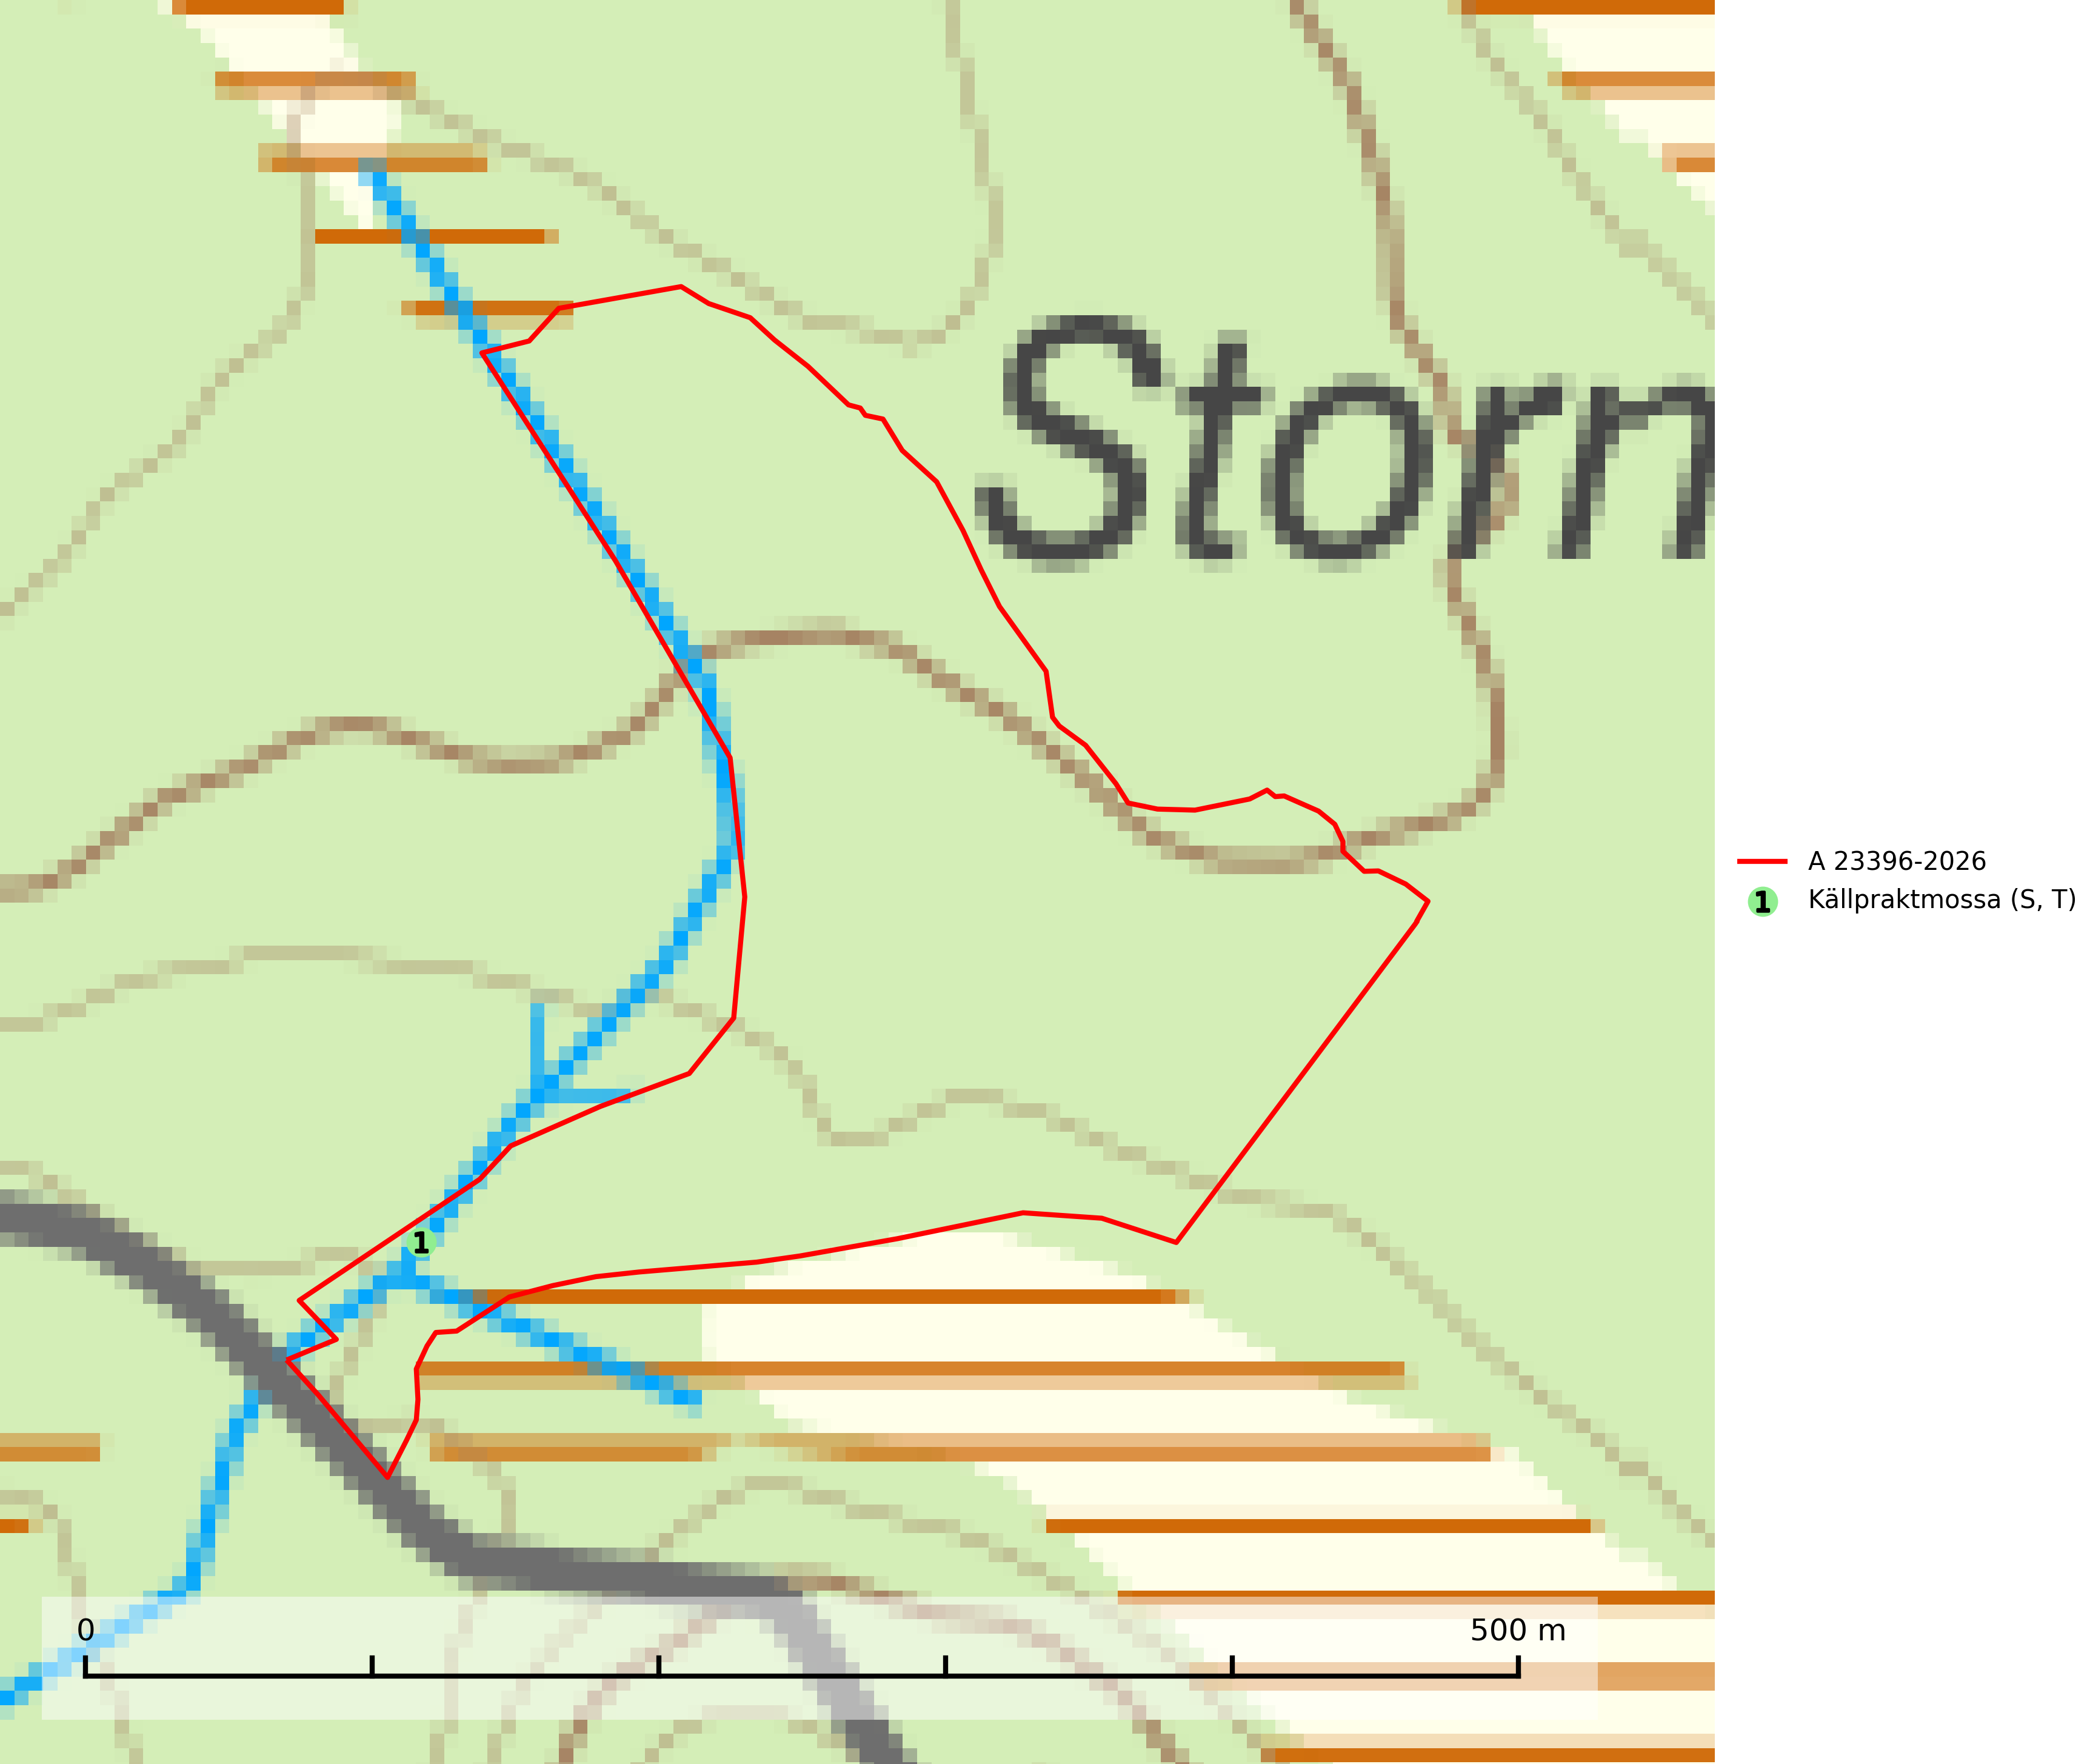 Storn
A 23396-2026
1 Källpraktmossa (S, T)
1
0 500 m